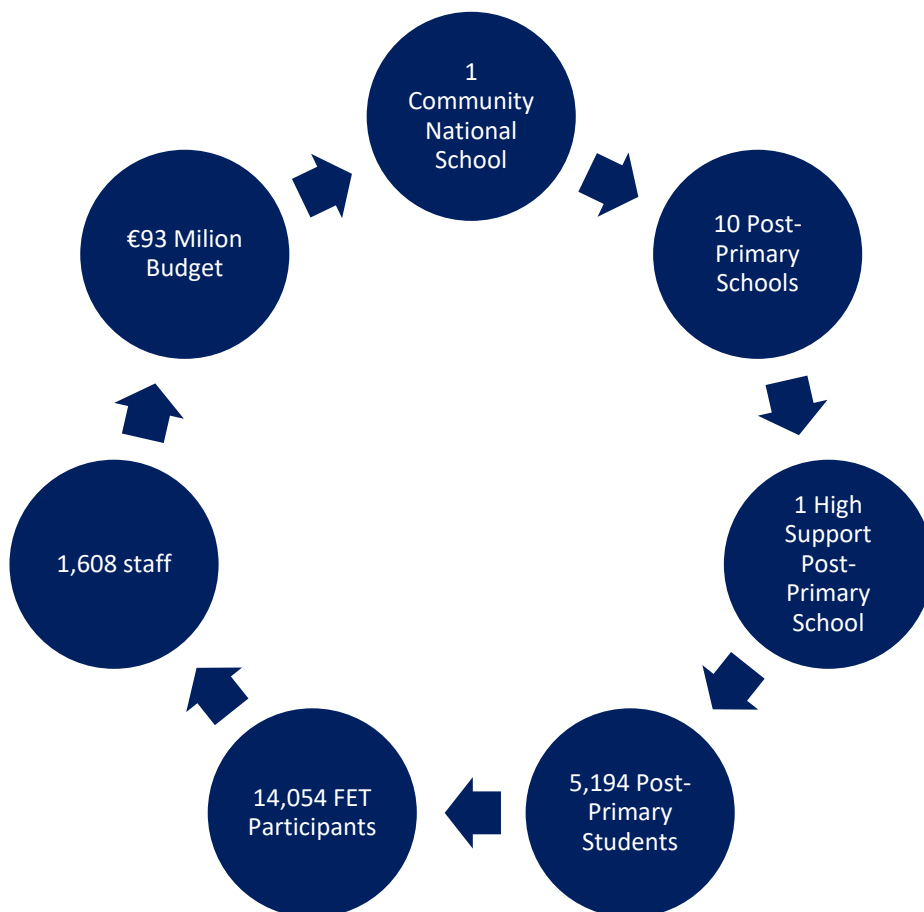 1
Community
National
School
10 Post-
Primary
Schools
1 High
Support
Post-
Primary
School
5,194 Post-
Primary
Students
14,054 FET
Participants
1,608 staff
€93 Milion
Budget